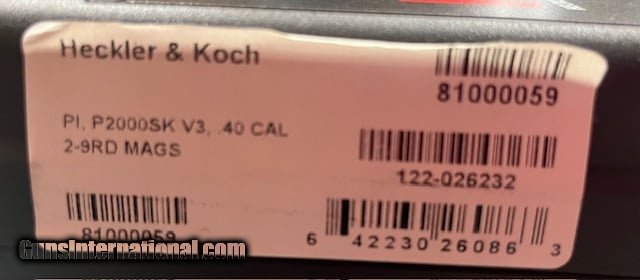 Heckler & Koch
81000059
PI, P2000SK V3, .40 CAL
2-9RD MAGS
122-026232
81000059
6 42230 26086 3
GunsInternational.com